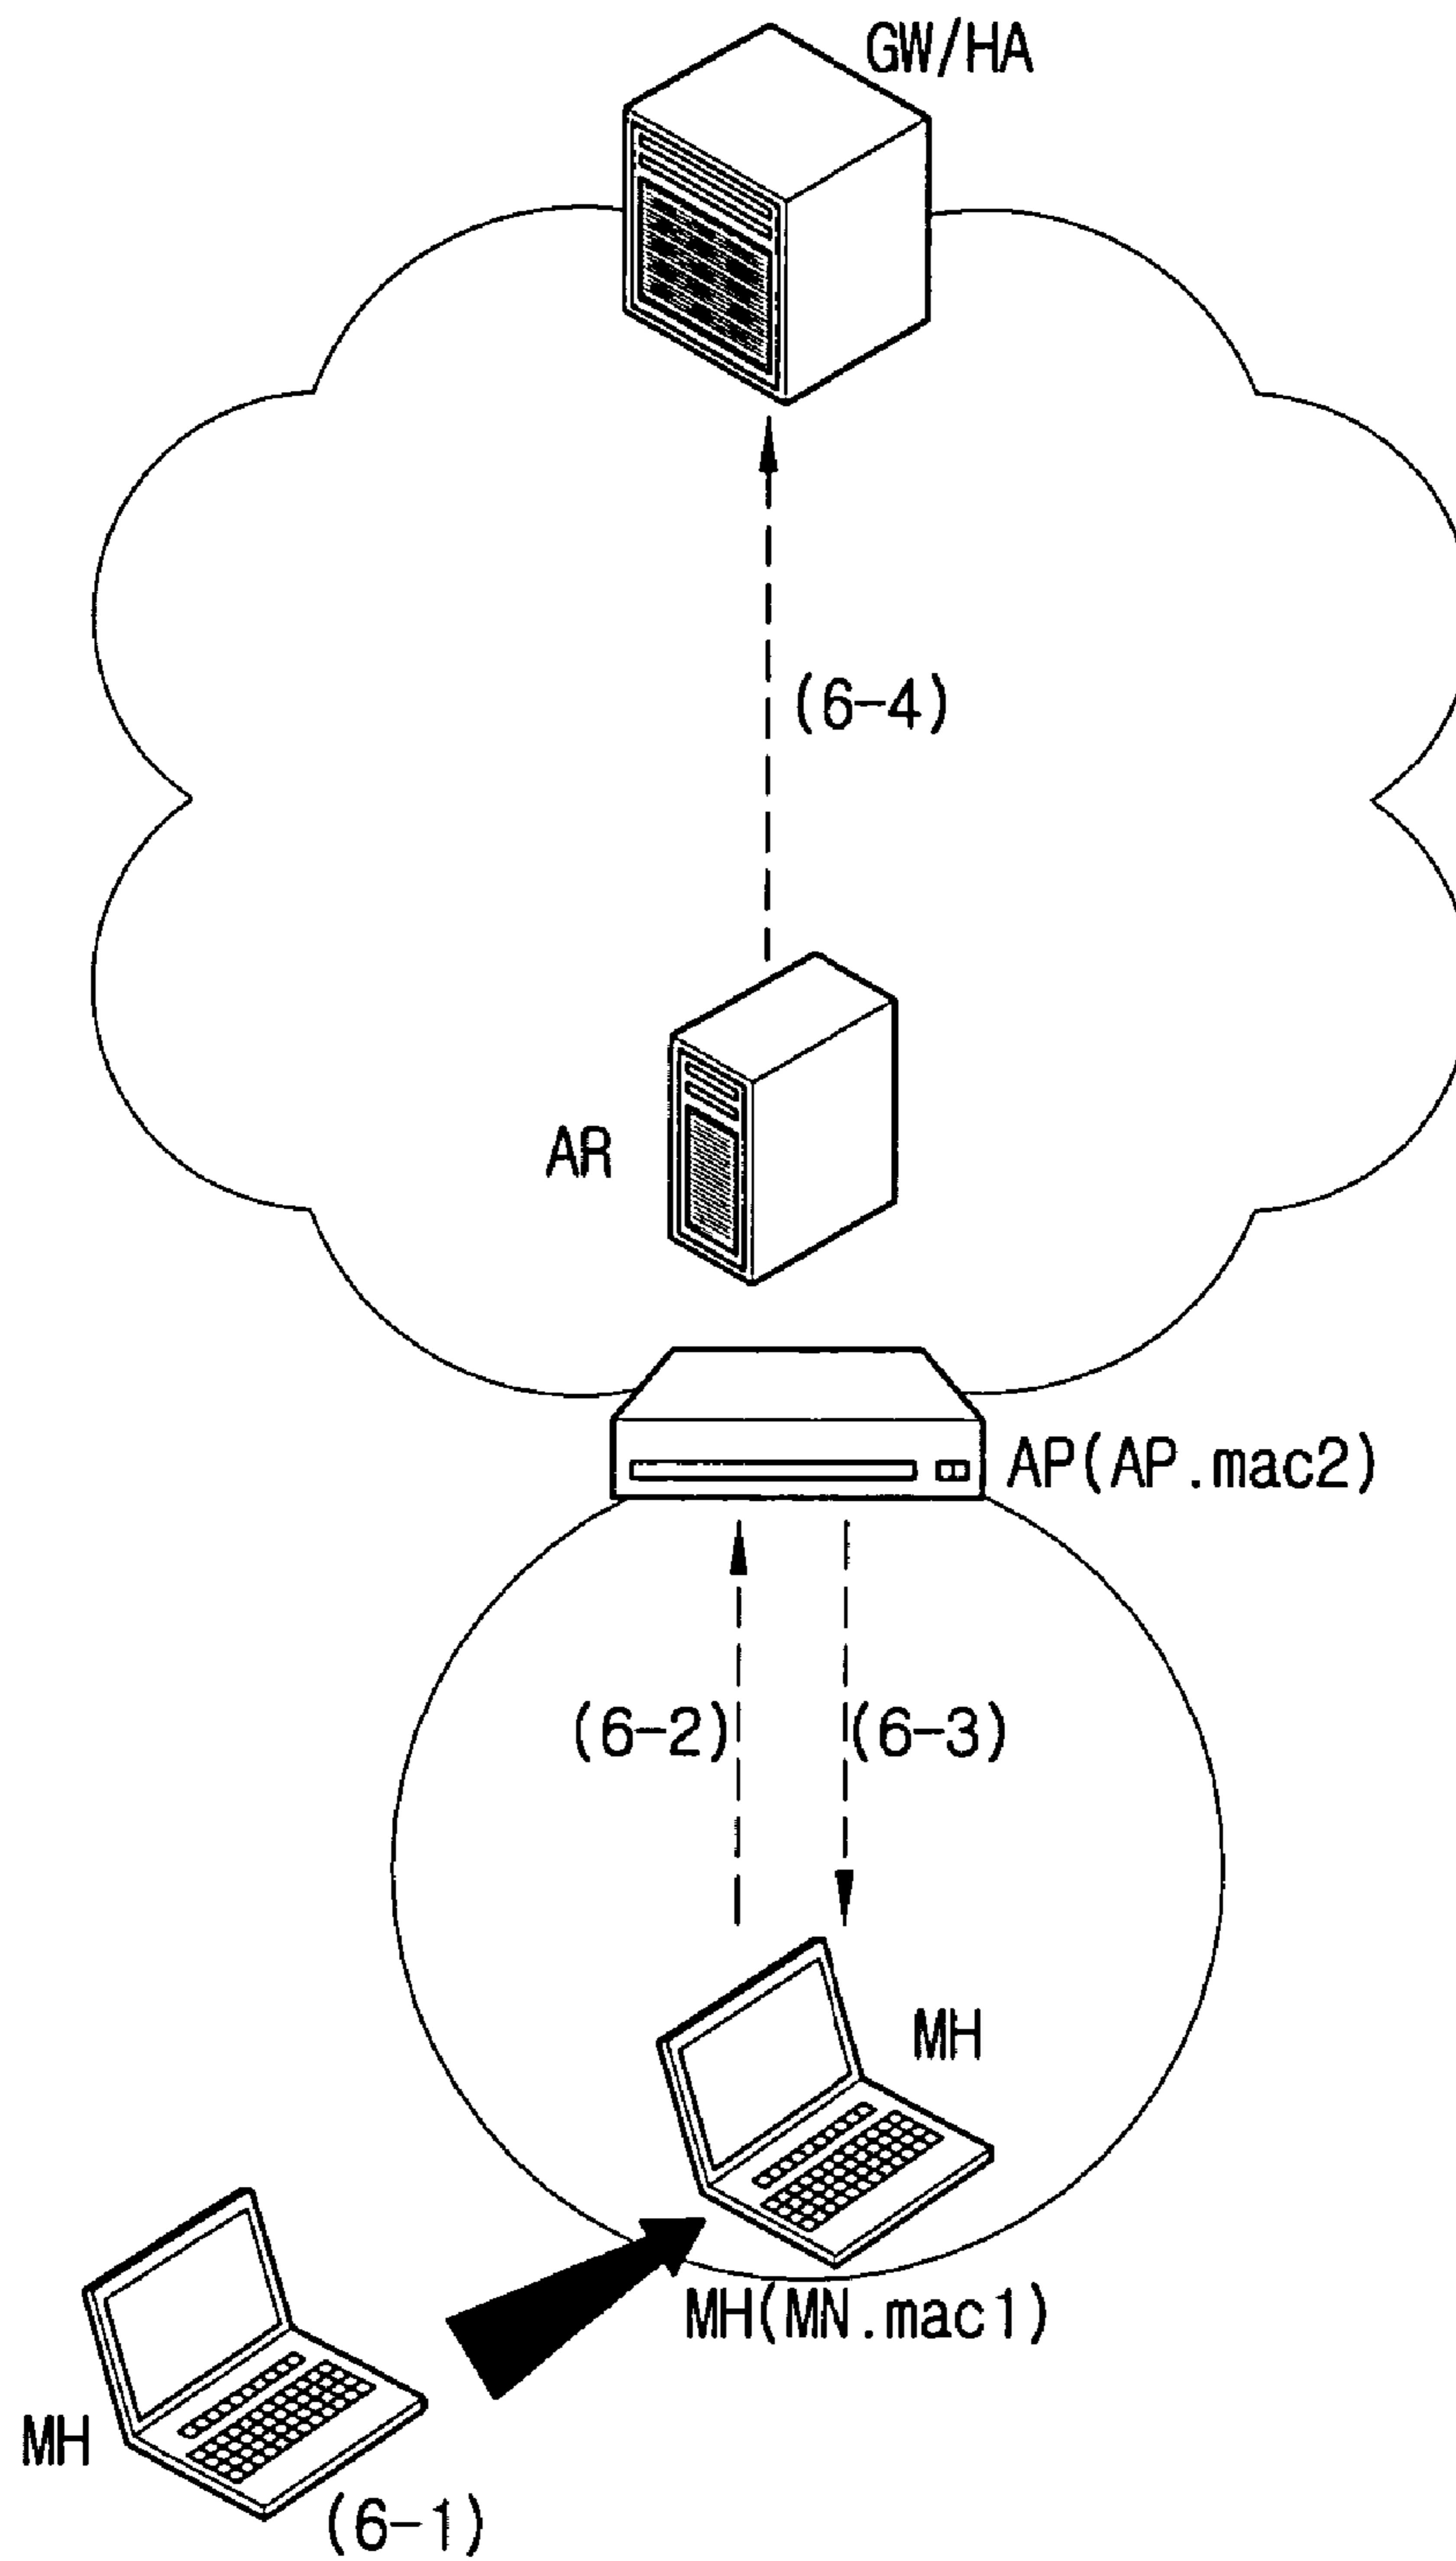 GW/HA
(6-4)
AR
AP(AP.mac2)
(6-2)
(6-3)
MH
MH(MN.mac1)
MH
(6-1)